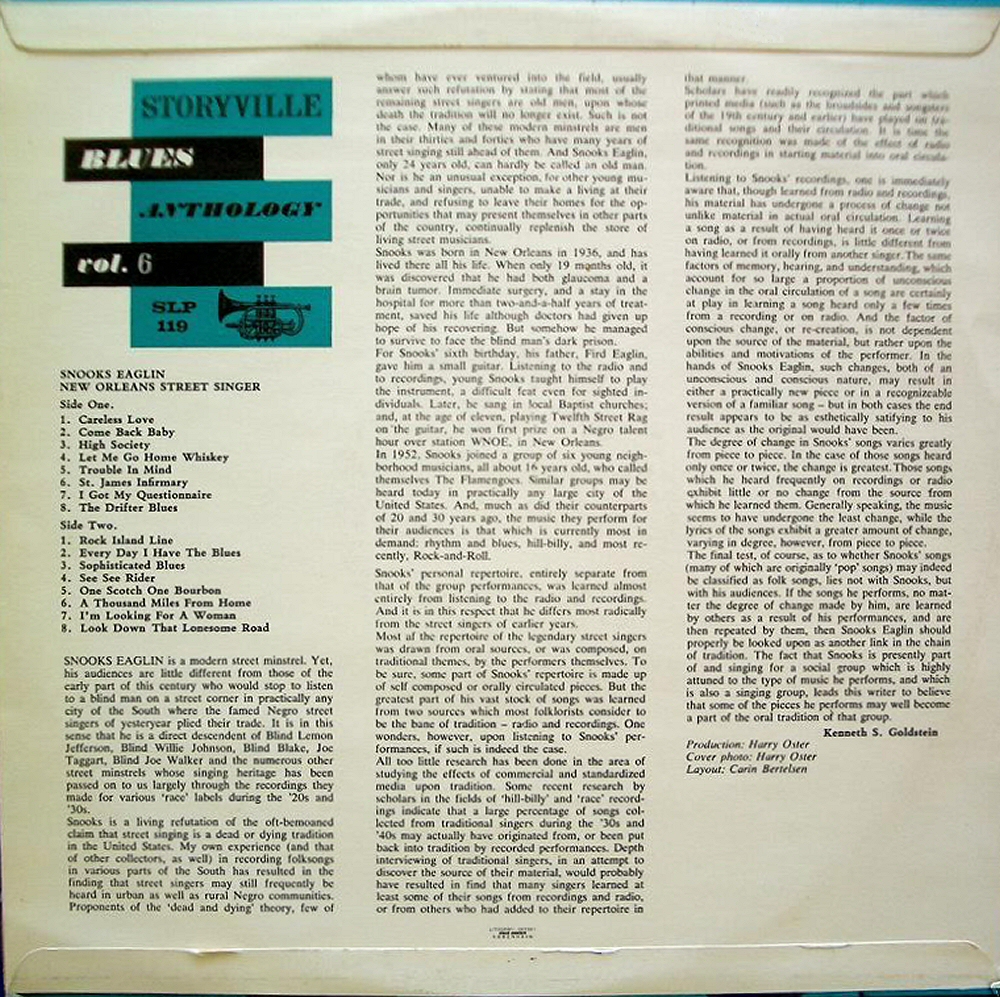 STORYVILLE
BLUES
ANTHOLOGY
vol. 6
SLP
119
SNOOKS EAGLIN
NEW ORLEANS STREET SINGER
Side One.
1. Careless Love
2. Come Back Baby
3. High Society
4. Let Me Go Home Whiskey
5. Trouble In Mind
6. St. James Infirmary
7. I Got My Questionnaire
8. The Drifter Blues
Side Two.
1. Rock Island Line
2. Every Day I Have The Blues
3. Sophisticated Blues
4. See See Rider
5. One Scotch One Bourbon
6. A Thousand Miles From Home
7. I'm Looking For A Woman
8. Look Down That Lonesome Road
SNOOKS EAGLIN is a modern street minstrel. Yet,
his audiences are little different from those of the
early part of this century who would stop to listen
to a blind man on a street corner in practically any
city of the South where the famed Negro street
singers of yesteryear plied their trade. It is in this
sense that he is a direct descendent of Blind Lemon
Jefferson, Blind Willie Johnson, Blind Blake, Joe
Taggart, Blind Joe Walker and the numerous other
street minstrels whose singing heritage has been
passed on to us largely through the recordings they
made for various 'race' labels during the '20s and
'30s.
Snooks is a living refutation of the oft-bemoaned
claim that street singing is a dead or dying tradition
in the United States. My own experience (and that
of other collectors, as well) in recording folksongs
in various parts of the South has resulted in the
finding that street singers may still frequently be
heard in urban as well as rural Negro communities.
Proponents of the 'dead and dying' theory, few of
whom have ever ventured into the field, usually
answer such refutation by stating that most of the
remaining street singers are old men, upon whose
death the tradition will no longer exist. Such is not
the case. Many of these modern minstrels are men
in their thirties and forties who have many years of
street singing still ahead of them. And Snooks Eaglin,
only 24 years old, can hardly be called an old man.
Nor is he an unusual exception, for other young mu-
sicians and singers, unable to make a living at their
trade, and refusing to leave their homes for the op-
portunities that may present themselves in other parts
of the country, continually replenish the store of
living street musicians.
Snooks was born in New Orleans in 1936, and has
lived there all his life. When only 19 months old, it
was discovered that he had both glaucoma and a
brain tumor. Immediate surgery, and a stay in the
hospital for more than two-and-a-half years of treat-
ment, saved his life although doctors had given up
hope of his recovering. But somehow he managed
to survive to face the blind man's dark prison.
For Snooks' sixth birthday, his father, Fird Eaglin,
gave him a small guitar. Listening to the radio and
to recordings, young Snooks taught himself to play
the instrument, a difficult feat even for sighted in-
dividuals. Later, he sang in local Baptist churches;
and, at the age of eleven, playing Twelfth Street Rag
on the guitar, he won first prize on a Negro talent
hour over station WNOE, in New Orleans.
In 1952, Snooks joined a group of six young neigh-
borhood musicians, all about 16 years old, who called
themselves The Flamengoes. Similar groups may be
heard today in practically any large city of the
United States. And, much as did their counterparts
of 20 and 30 years ago, the music they perform for
their audiences is that which is currently most in
demand: rhythm and blues, hill-billy, and most re-
cently, Rock-and-Roll.
Snooks' personal repertoire, entirely separate from
that of the group performances, was learned almost
entirely from listening to the radio and recordings.
And it is in this respect that he differs most radically
from the street singers of earlier years.
Most af the repertoire of the legendary street singers
was drawn from oral sources, or was composed, on
traditional themes, by the performers themselves. To
be sure, some part of Snooks' repertoire is made up
of self composed or orally circulated pieces. But the
greatest part of his vast stock of songs was learned
from two sources which most folklorists consider to
be the bane of tradition – radio and recordings. One
wonders, however, upon listening to Snooks' per-
formances, if such is indeed the case.
All too little research has been done in the area of
studying the effects of commercial and standardized
media upon tradition. Some recent research by
scholars in the fields of 'hill-billy' and 'race' record-
ings indicate that a large percentage of songs col-
lected from traditional singers during the '30s and
'40s may actually have originated from, or been put
back into tradition by recorded performances. Depth
interviewing of traditional singers, in an attempt to
discover the source of their material, would probably
have resulted in find that many singers learned at
least some of their songs from recordings and radio,
or from others who had added to their repertoire in
that manner.
Scholars have readily recognized the part which
printed media (such as the broadsides and songsters
of the 19th century and earlier) have played on tra-
ditional songs and their circulation. It is time the
same recognition was made of the effect of radio
and recordings in starting material into oral circula-
tion.
Listening to Snooks' recordings, one is immediately
aware that, though learned from radio and recordings,
his material has undergone a process of change not
unlike material in actual oral circulation. Learning
a song as a result of having heard it once or twice
on radio, or from recordings, is little different from
having learned it orally from another singer. The same
factors of memory, hearing, and understanding, which
account for so large a proportion of unconscious
change in the oral circulation of a song are certainly
at play in learning a song heard only a few times
from a recording or on radio. And the factor of
conscious change, or re-creation, is not dependent
upon the source of the material, but rather upon the
abilities and motivations of the performer. In the
hands of Snooks Eaglin, such changes, both of an
unconscious and conscious nature, may result in
either a practically new piece or in a recognizeable
version of a familiar song – but in both cases the end
result appears to be as esthetically satifying to his
audience as the original would have been.
The degree of change in Snooks' songs varies greatly
from piece to piece. In the case of those songs heard
only once or twice, the change is greatest. Those songs
which he heard frequently on recordings or radio
exhibit little or no change from the source from
which he learned them. Generally speaking, the music
seems to have undergone the least change, while the
lyrics of the songs exhibit a greater amount of change,
varying in degree, however, from piece to piece.
The final test, of course, as to whether Snooks' songs
(many of which are originally 'pop' songs) may indeed
be classified as folk songs, lies not with Snooks, but
with his audiences. If the songs he performs, no mat-
ter the degree of change made by him, are learned
by others as a result of his performances, and are
then repeated by them, then Snooks Eaglin should
properly be looked upon as another link in the chain
of tradition. The fact that Snooks is presently part
of and singing for a social group which is highly
attuned to the type of music he performs, and which
is also a singing group, leads this writer to believe
that some of the pieces he performs may well become
a part of the oral tradition of that group.
Kenneth S. Goldstein
Production: Harry Oster
Cover photo: Harry Oster
Layout: Carin Bertelsen